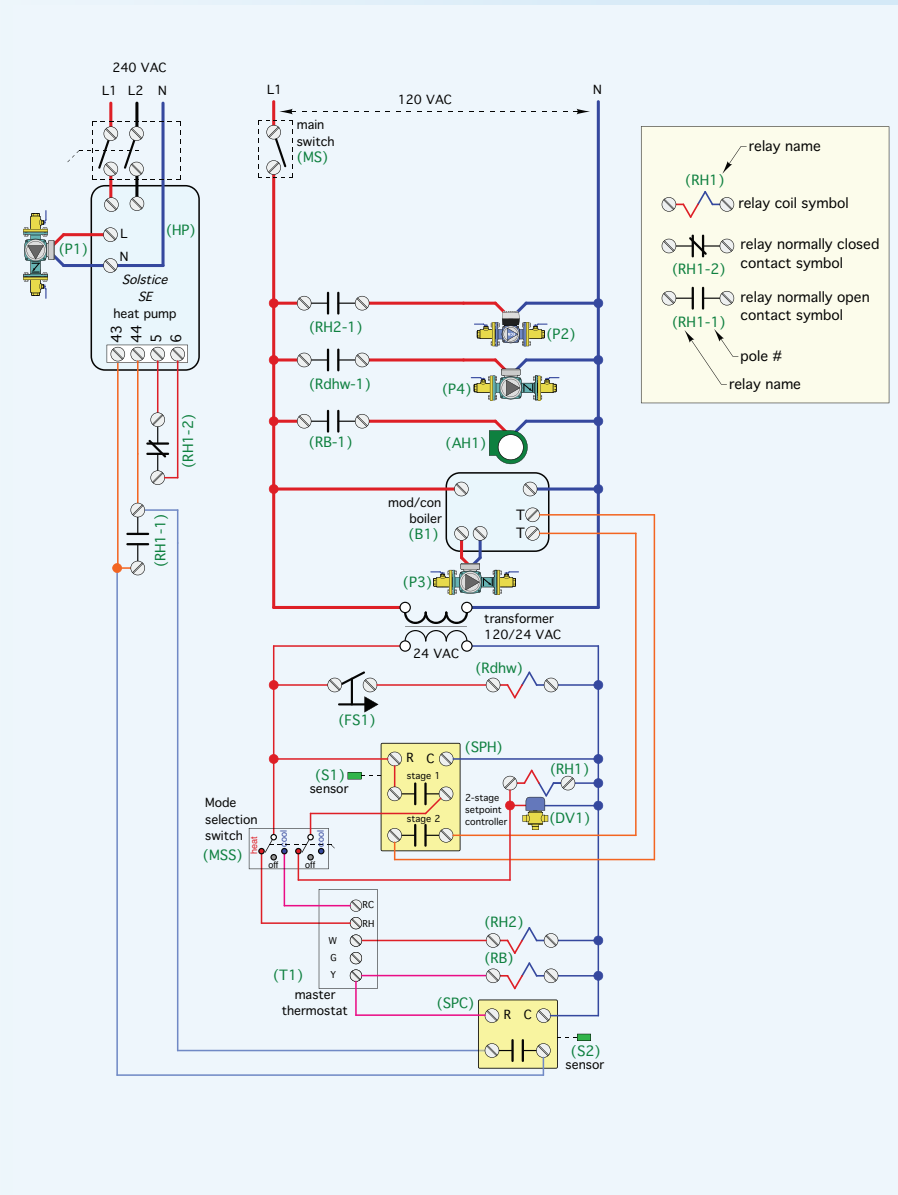 240 VAC
L1 L2 N
L1
N
120 VAC
main
switch
(MS)
relay name
(RH1)
relay coil symbol
relay normally closed
contact symbol
(RH1-2)
relay normally open
contact symbol
(RH1-1)
pole #
relay name
(HP)
L
(P1)
N
Solstice
SE
heat pump
43 44 5 6
(RH1-2)
(RH1-1)
(RH2-1)
(P2)
(Rdhw-1)
(P4)
(RB-1)
(AH1)
mod/con
boiler
(B1)
T
T
(P3)
transformer
120/24 VAC
24 VAC
(Rdhw)
(FS1)
(SPH)
R C
(S1)
sensor
stage 1
stage 2
2-stage
setpoint
controller
(RH1)
(DV1)
Mode
selection
switch
(MSS)
heat
cool
cool
off
off
RC
RH
W
G
Y
(T1)
master
thermostat
(RH2)
(RB)
(SPC)
R C
(S2)
sensor